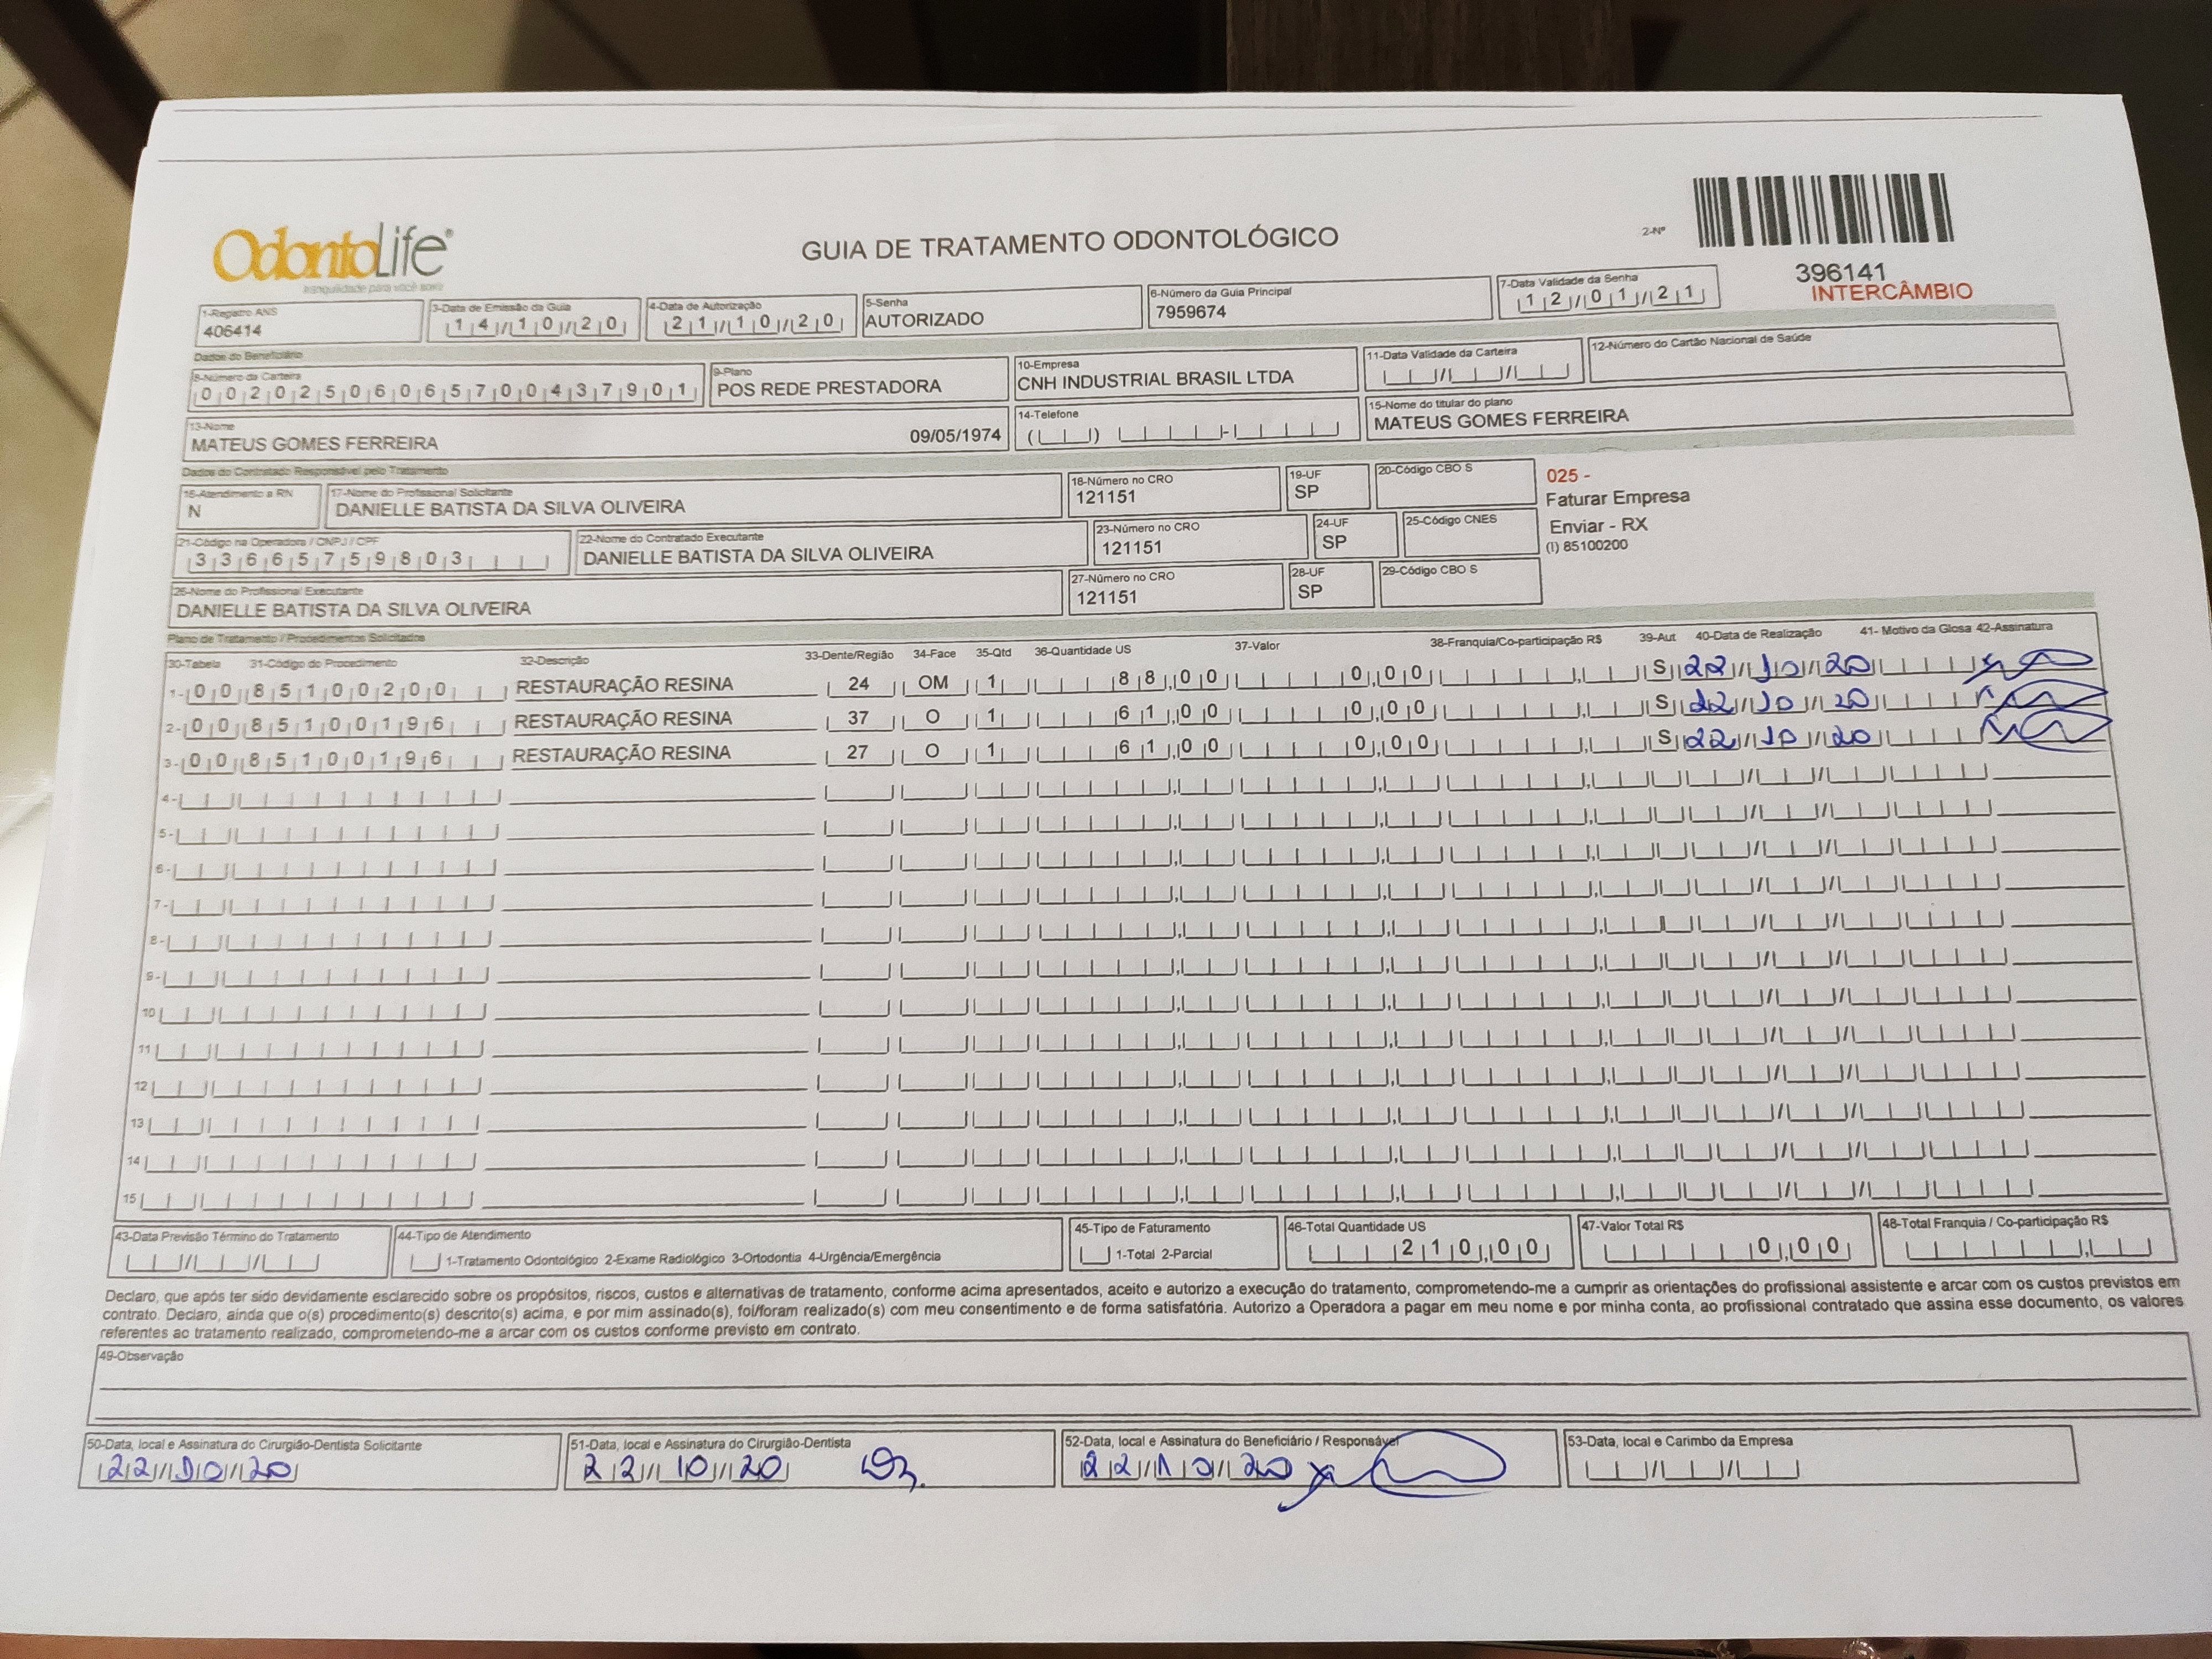 OdontoLife®
tranquilidade para você sorrir
GUIA DE TRATAMENTO ODONTOLÓGICO
2-Nº
396141
INTERCÂMBIO
1-Registro ANS
406414
3-Data de Emissão da Guia
14/10/20
4-Data de Autorização
21/10/20
5-Senha
AUTORIZADO
6-Número da Guia Principal
7959674
7-Data Validade da Senha
12/01/21
Dados do Beneficiário
8-Número da Carteira
00202506065700437901
9-Plano
POS REDE PRESTADORA
10-Empresa
CNH INDUSTRIAL BRASIL LTDA
11-Data Validade da Carteira
12-Número do Cartão Nacional de Saúde
13-Nome
MATEUS GOMES FERREIRA 09/05/1974
14-Telefone
15-Nome do titular do plano
MATEUS GOMES FERREIRA
Dados do Contratado Responsável pelo Tratamento
16-Atendimento a RN
N
17-Nome do Profissional Solicitante
DANIELLE BATISTA DA SILVA OLIVEIRA
18-Número no CRO
121151
19-UF
SP
20-Código CBO S
025 -
Faturar Empresa
Enviar - RX
(I) 85100200
21-Código na Operadora / CNPJ / CPF
33665759803
22-Nome do Contratado Executante
DANIELLE BATISTA DA SILVA OLIVEIRA
23-Número no CRO
121151
24-UF
SP
25-Código CNES
26-Nome do Profissional Executante
DANIELLE BATISTA DA SILVA OLIVEIRA
27-Número no CRO
121151
28-UF
SP
29-Código CBO S
Plano de Tratamento / Procedimentos Solicitados
30-Tabela 31-Código do Procedimento 32-Descrição 33-Dente/Região 34-Face 35-Qtd 36-Quantidade US 37-Valor 38-Franquia/Co-participação R$ 39-Aut 40-Data de Realização 41- Motivo da Glosa 42-Assinatura
1- 00 85100200 RESTAURAÇÃO RESINA 24 OM 1 88,00 0,00 S 22/10/20
2- 00 85100196 RESTAURAÇÃO RESINA 37 O 1 61,00 0,00 S 22/10/20
3- 00 85100196 RESTAURAÇÃO RESINA 27 O 1 61,00 0,00 S 22/10/20
4-
5-
6-
7-
8-
9-
10
11
12
13
14
15
43-Data Previsão Término do Tratamento
44-Tipo de Atendimento
1-Tratamento Odontológico 2-Exame Radiológico 3-Ortodontia 4-Urgência/Emergência
45-Tipo de Faturamento
1-Total 2-Parcial
46-Total Quantidade US
210,00
47-Valor Total R$
0,00
48-Total Franquia / Co-participação R$
Declaro, que após ter sido devidamente esclarecido sobre os propósitos, riscos, custos e alternativas de tratamento, conforme acima apresentados, aceito e autorizo a execução do tratamento, comprometendo-me a cumprir as orientações do profissional assistente e arcar com os custos previstos em
contrato. Declaro, ainda que o(s) procedimento(s) descrito(s) acima, e por mim assinado(s), foi/foram realizado(s) com meu consentimento e de forma satisfatória. Autorizo a Operadora a pagar em meu nome e por minha conta, ao profissional contratado que assina esse documento, os valores
referentes ao tratamento realizado, comprometendo-me a arcar com os custos conforme previsto em contrato.
49-Observação
50-Data, local e Assinatura do Cirurgião-Dentista Solicitante
22/10/20
51-Data, local e Assinatura do Cirurgião-Dentista
22/10/20
52-Data, local e Assinatura do Beneficiário / Responsável
22/10/20
53-Data, local e Carimbo da Empresa